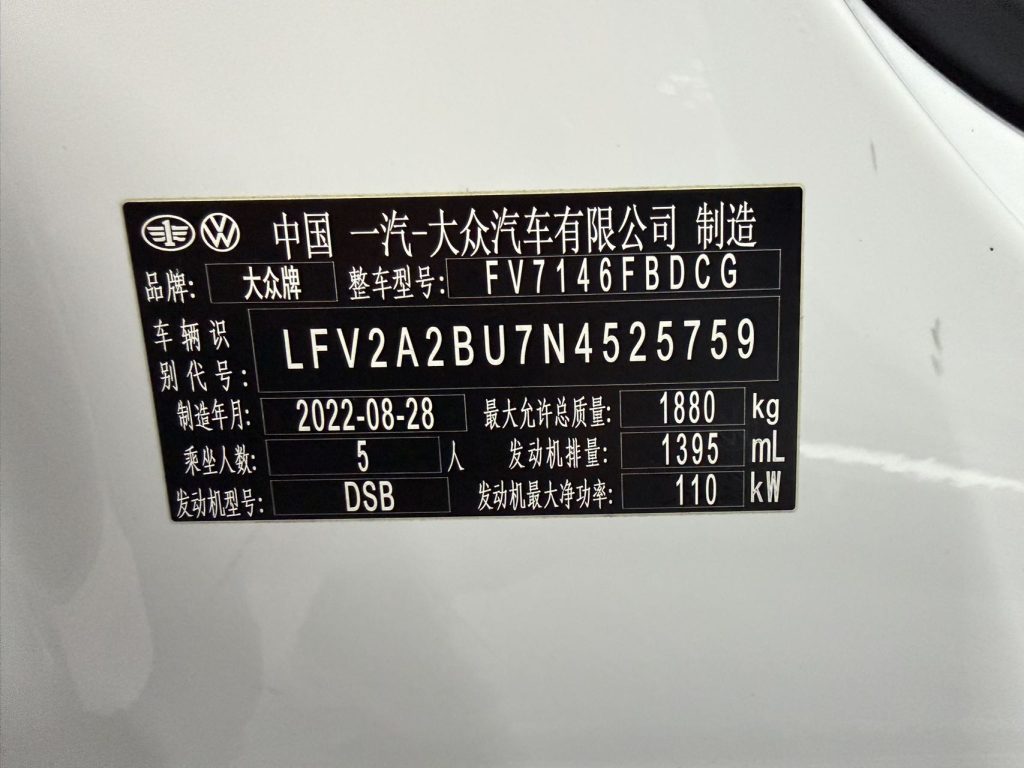 中国 一汽-大众汽车有限公司 制造
品牌: 大众牌 整车型号: FV7146FBDCG
车辆识别代号: LFV2A2BU7N4525759
制造年月: 2022-08-28 最大允许总质量: 1880 kg
乘坐人数: 5 人 发动机排量: 1395 mL
发动机型号: DSB 发动机最大净功率: 110 kW